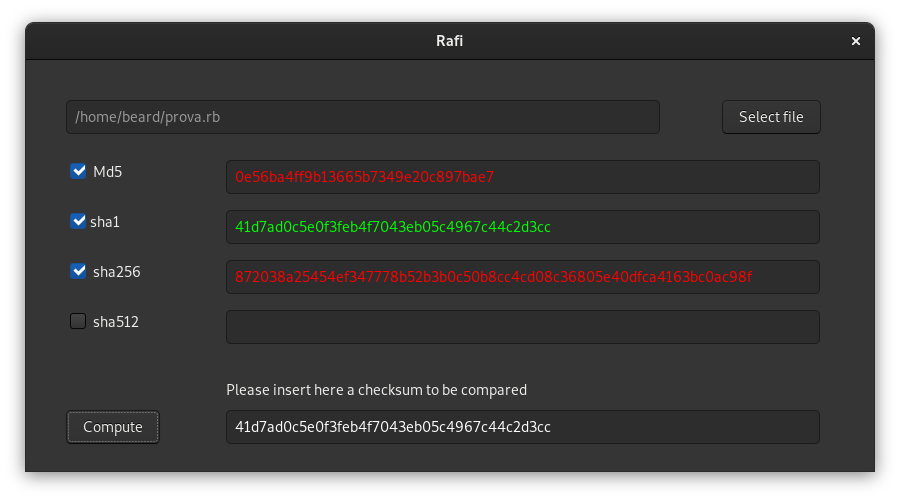 Rafi
/home/beard/prova.rb
Select file
Md5
0e56ba4ff9b13665b7349e20c897bae7
sha1
41d7ad0c5e0f3feb4f7043eb05c4967c44c2d3cc
sha256
872038a25454ef347778b52b3b0c50b8cc4cd08c36805e40dfca4163bc0ac98f
sha512
Please insert here a checksum to be compared
Compute
41d7ad0c5e0f3feb4f7043eb05c4967c44c2d3cc